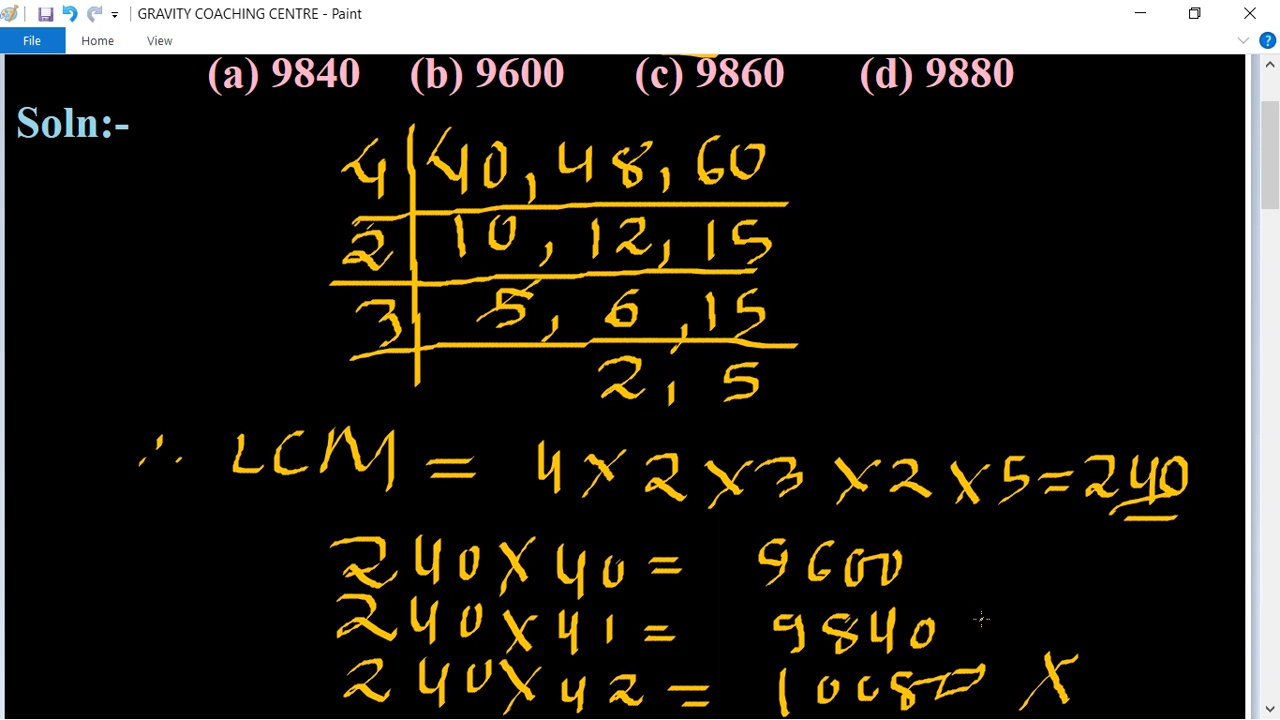 GRAVITY COACHING CENTRE - Paint
File Home View
(a) 9840 (b) 9600 (c) 9860 (d) 9880
Soln:-
4 | 40, 48, 60
2 | 10, 12, 15
3 | 5, 6, 15
2, 5
∴ LCM = 4 X 2 X 3 X 2 X 5 = 240
240 X 40 = 9600
240 X 41 = 9840
240 X 42 = 10080 X